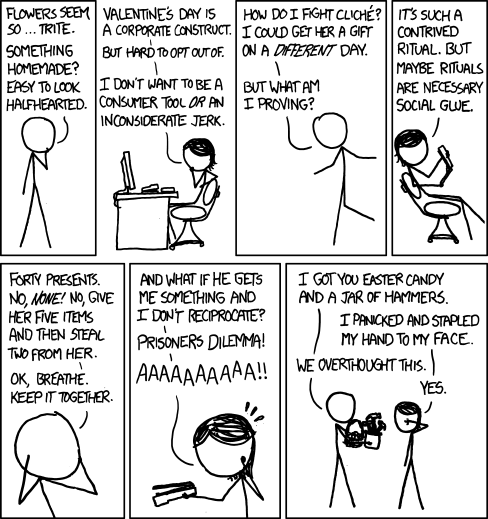 FLOWERS SEEM
SO ... TRITE.
SOMETHING
HOMEMADE?
EASY TO LOOK
HALFHEARTED.
VALENTINE'S DAY IS
A CORPORATE CONSTRUCT.
BUT HARD TO OPT OUT OF.
I DON'T WANT TO BE A
CONSUMER TOOL OR AN
INCONSIDERATE JERK.
HOW DO I FIGHT CLICHÉ?
I COULD GET HER A GIFT
ON A DIFFERENT DAY.
BUT WHAT AM
I PROVING?
IT'S SUCH A
CONTRIVED
RITUAL. BUT
MAYBE RITUALS
ARE NECESSARY
SOCIAL GLUE.
FORTY PRESENTS.
NO, NONE! NO, GIVE
HER FIVE ITEMS
AND THEN STEAL
TWO FROM HER.
OK, BREATHE.
KEEP IT TOGETHER.
AND WHAT IF HE GETS
ME SOMETHING AND
I DON'T RECIPROCATE?
PRISONERS DILEMMA!
AAAAAAAAAA!!
I GOT YOU EASTER CANDY
AND A JAR OF HAMMERS.
I PANICKED AND STAPLED
MY HAND TO MY FACE.
WE OVERTHOUGHT THIS.
YES.